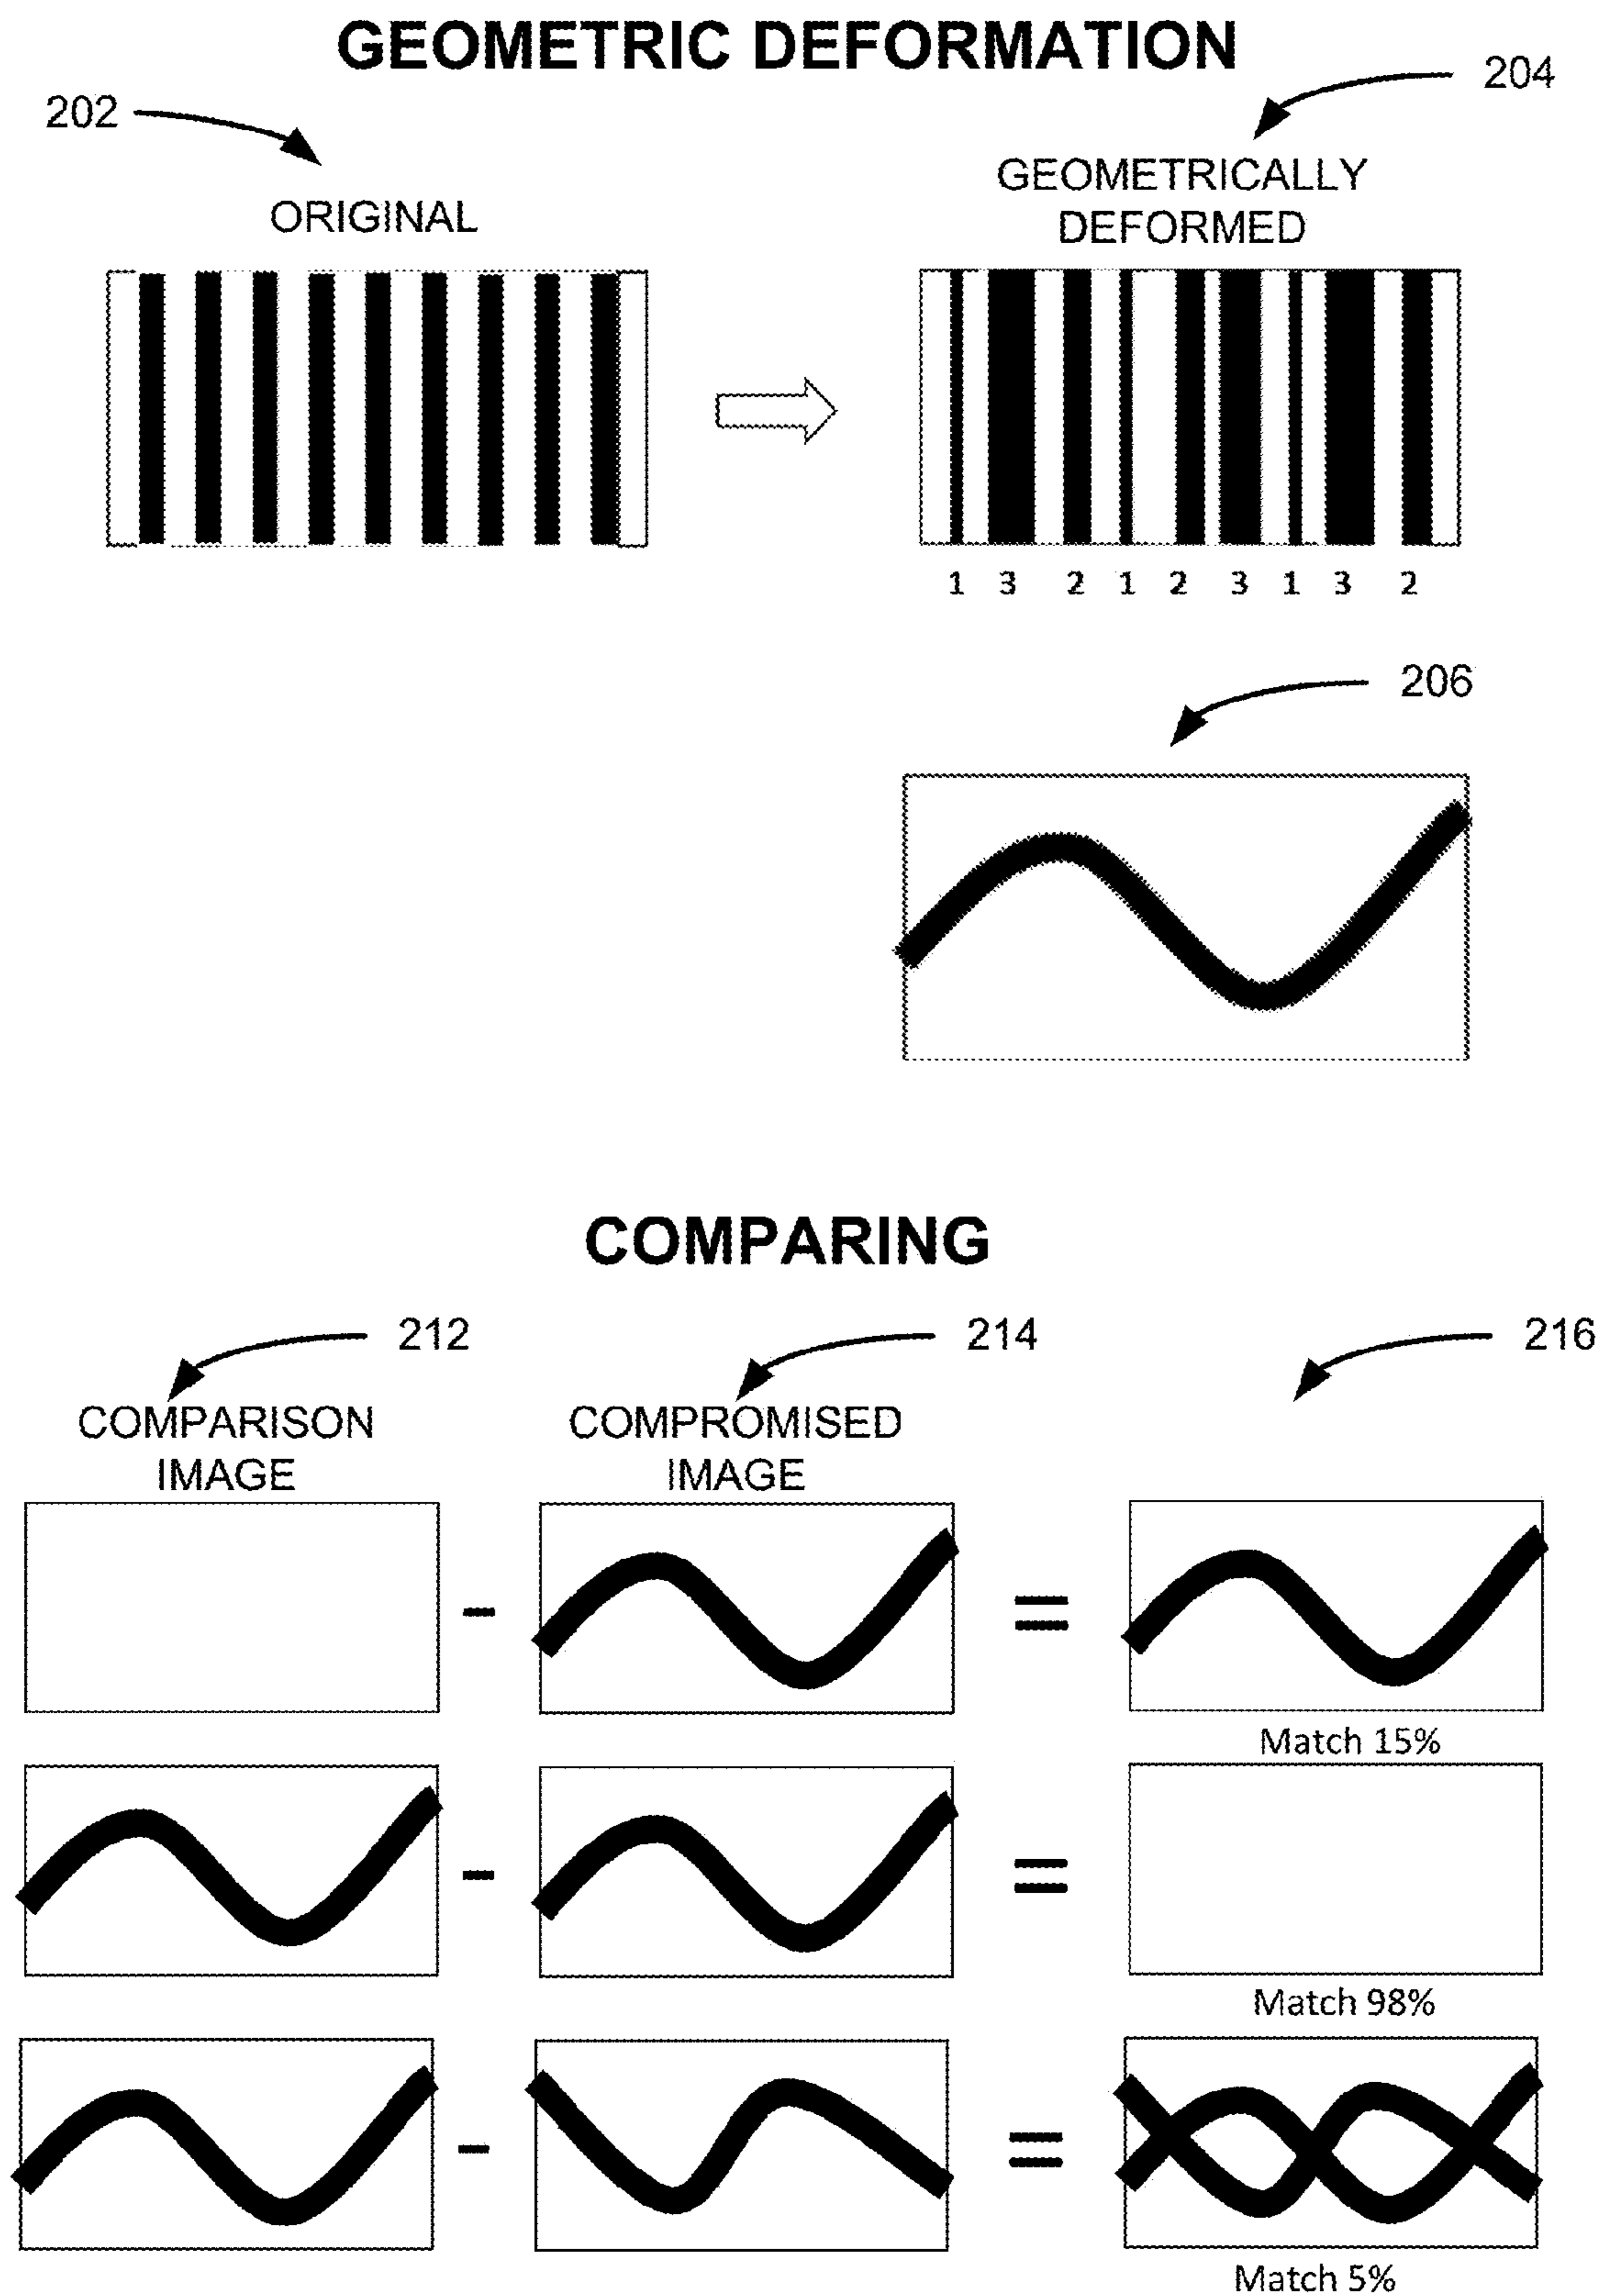 GEOMETRIC DEFORMATION
202
204
ORIGINAL
GEOMETRICALLY
DEFORMED
1 3 2 1 2 3 1 3 2
206
COMPARING
212
214
216
COMPARISON
IMAGE
COMPROMISED
IMAGE
-
=
Match 15%
-
=
Match 98%
-
=
Match 5%